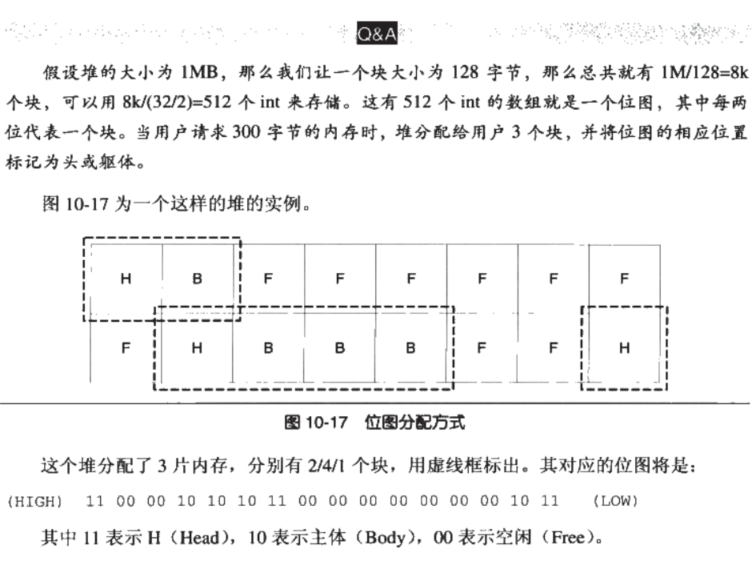 Q&A
假设堆的大小为 1MB，那么我们让一个块大小为 128 字节，那么总共就有 1M/128=8k
个块，可以用 8k/(32/2)=512 个 int 来存储。这有 512 个 int 的数组就是一个位图，其中每两
位代表一个块。当用户请求 300 字节的内存时，堆分配给用户 3 个块，并将位图的相应位置
标记为头或躯体。
图 10-17 为一个这样的堆的实例。
H B F F F F F F
F H B B B F F H
图 10-17 位图分配方式
这个堆分配了 3 片内存，分别有 2/4/1 个块，用虚线框标出。其对应的位图将是：
(HIGH) 11 00 00 10 10 10 11 00 00 00 00 00 00 00 10 11 (LOW)
其中 11 表示 H（Head），10 表示主体（Body），00 表示空闲（Free）。